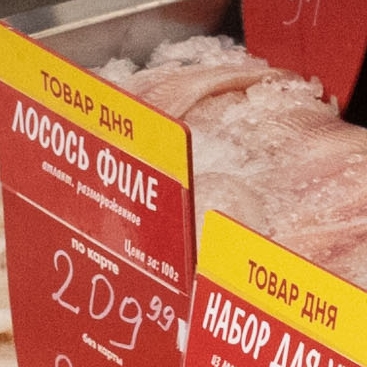 ТОВАР ДНЯ
ЛОСОСЬ ФИЛЕ
атлант, размороженное
Цена за: 100г
по карте
209 99
без карты
ТОВАР ДНЯ
НАБОР ДЛЯ